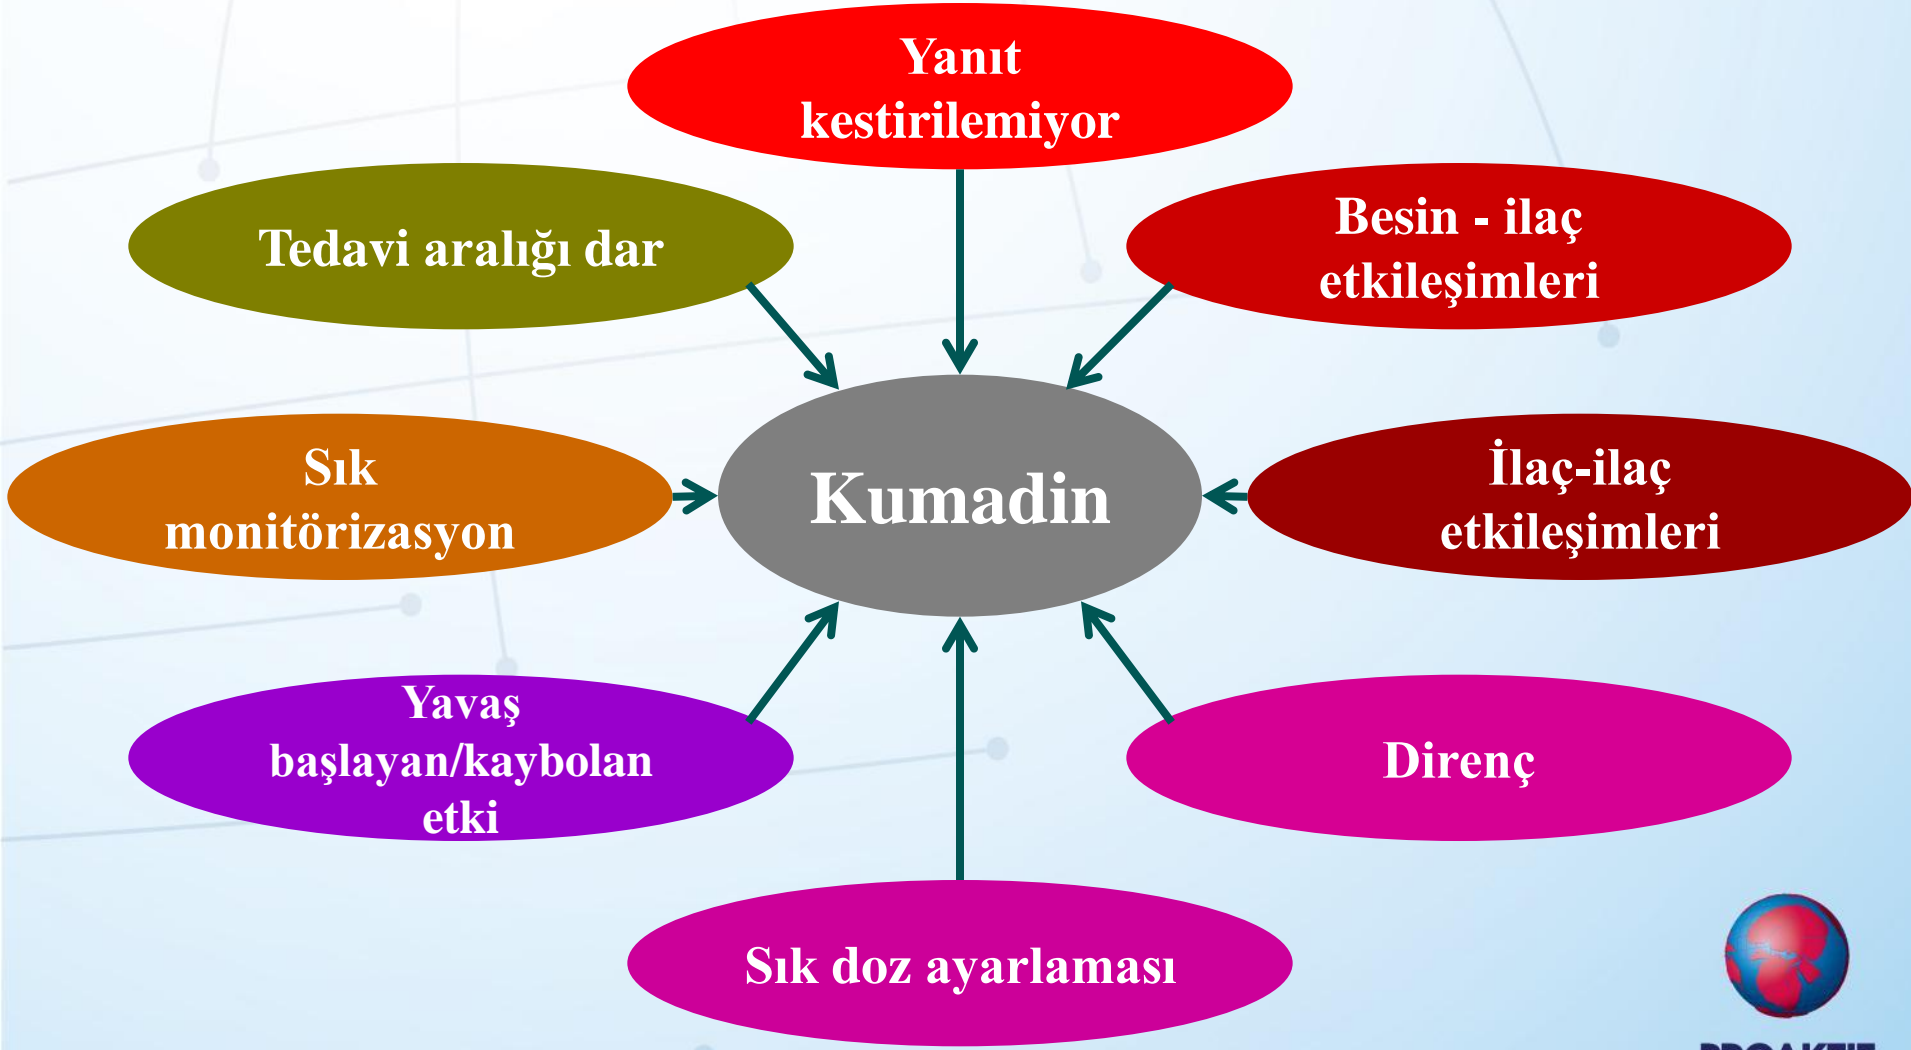 Yanıt
kestirilemiyor
Tedavi aralığı dar
Besin - ilaç
etkileşimleri
Sık
monitörizasyon
Kumadin
İlaç-ilaç
etkileşimleri
Yavaş
başlayan/kaybolan
etki
Direnç
Sık doz ayarlaması
PROAKTİF